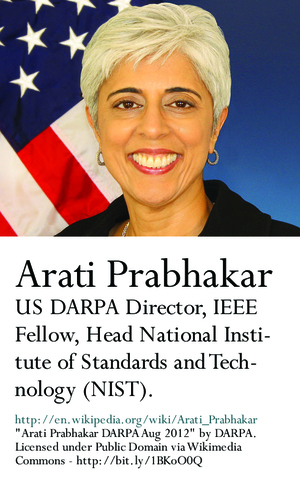 Arati Prabhakar
US DARPA Director, IEEE
Fellow, Head National Insti-
tute of Standards and Tech-
nology (NIST).
http://en.wikipedia.org/wiki/Arati_Prabhakar
"Arati Prabhakar DARPA Aug 2012" by DARPA.
Licensed under Public Domain via Wikimedia
Commons - http://bit.ly/1BKoO0Q